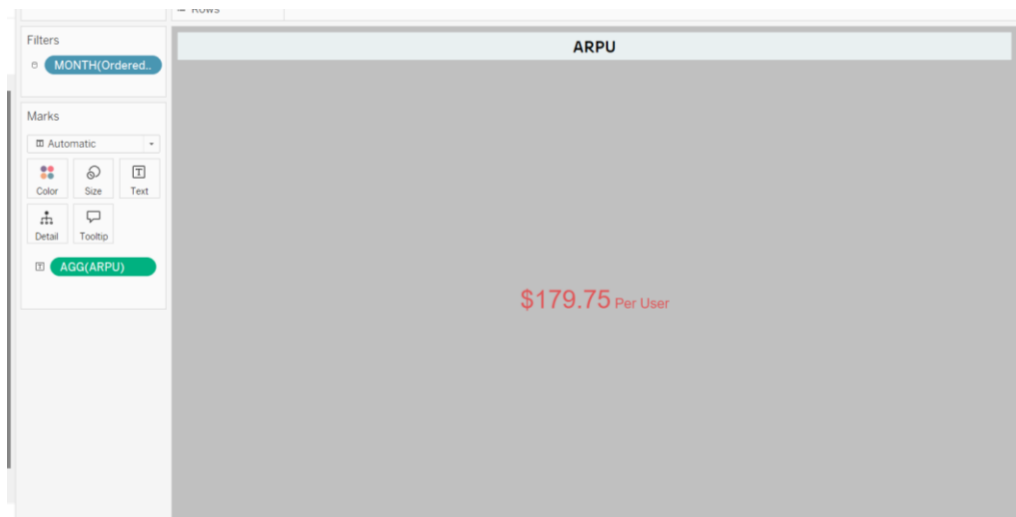 Rows
Filters
MONTH(Ordered..
ARPU
Marks
Automatic
Color Size Text
Detail Tooltip
AGG(ARPU)
$179.75 Per User